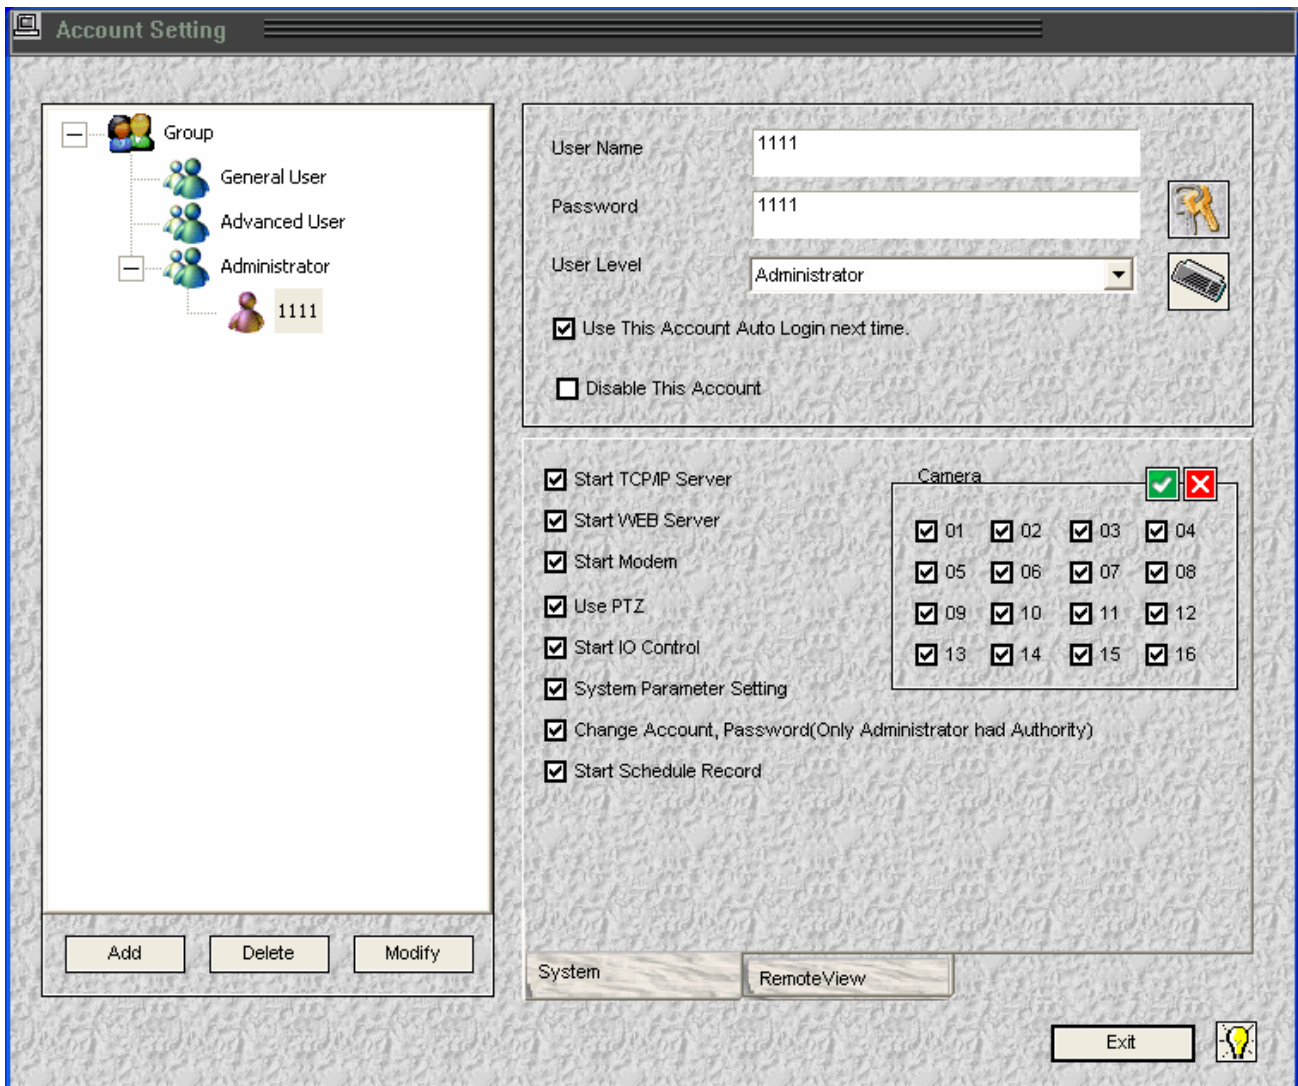 Account Setting
Group
General User
Advanced User
Administrator
1111
Add
Delete
Modify
User Name
1111
Password
1111
User Level
Administrator
Use This Account Auto Login next time.
Disable This Account
Start TCP/IP Server
Start WEB Server
Start Modem
Use PTZ
Start IO Control
System Parameter Setting
Change Account, Password(Only Administrator had Authority)
Start Schedule Record
Camera
01 02 03 04
05 06 07 08
09 10 11 12
13 14 15 16
System
RemoteView
Exit